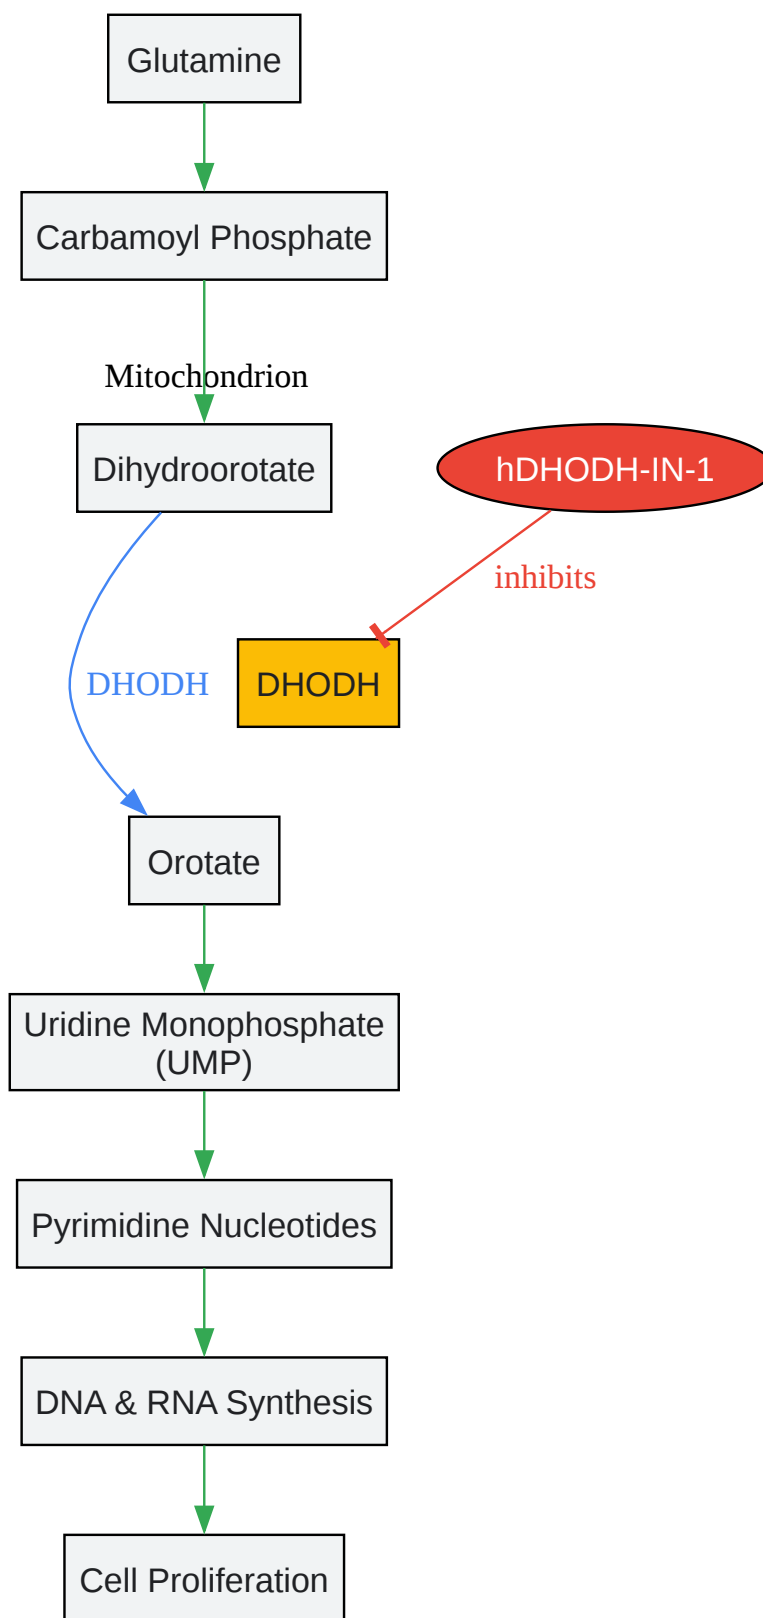 Glutamine
Carbamoyl Phosphate
Mitochondrion
Dihydroorotate
hDHODH-IN-1
inhibits
DHODH
DHODH
Orotate
Uridine Monophosphate
(UMP)
Pyrimidine Nucleotides
DNA & RNA Synthesis
Cell Proliferation